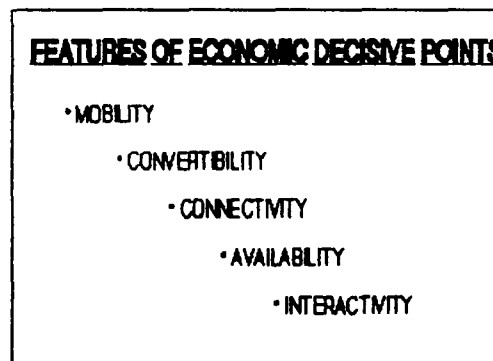 FEATURES OF ECONOMIC DECISIVE POINTS
• MOBILITY
• CONVERTIBILITY
• CONNECTIVITY
• AVAILABILITY
• INTERACTIVITY